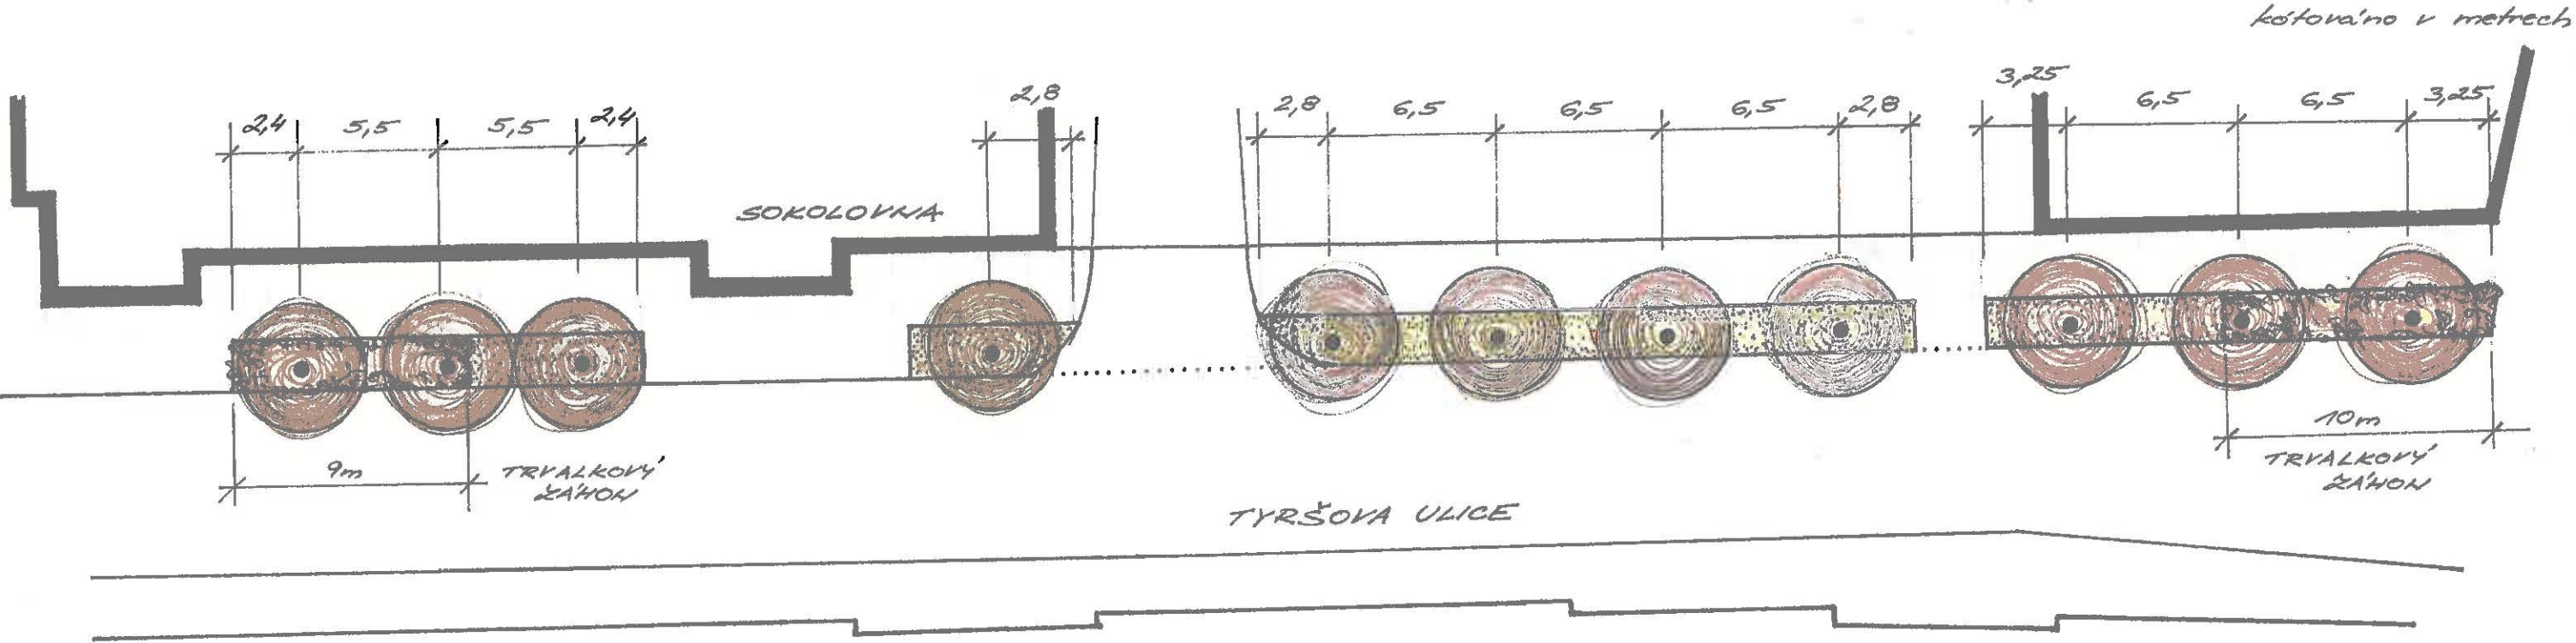 kótováno v metrech
2,4 5,5 5,5 2,4
2,8
2,8 6,5 6,5 6,5 2,8
3,25 6,5 6,5 3,25
SOKOLOVNA
9m
TRVALKOVÝ
ZÁHON
10m
TRVALKOVÝ
ZÁHON
TYRŠOVA ULICE